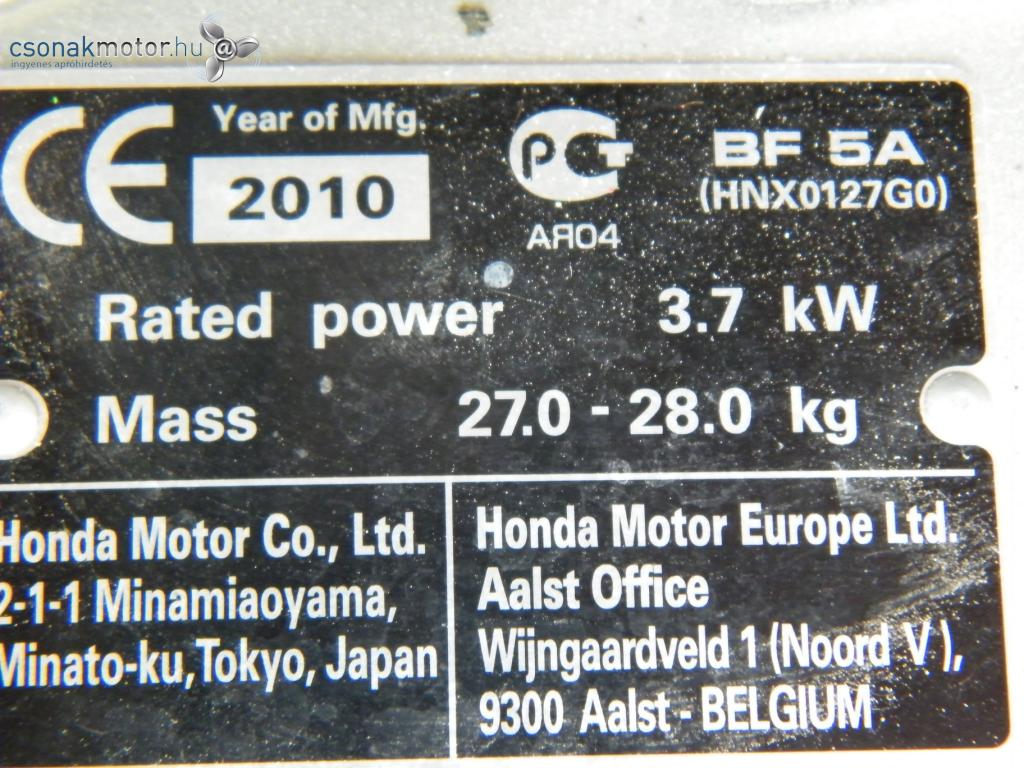 csonakmotor.hu
ingyenes apróhirdetés
CE
Year of Mfg.
2010
РСТ
АЯ04
BF 5A
(HNX0127G0)
Rated power 3.7 kW
Mass 27.0 - 28.0 kg
Honda Motor Co., Ltd.
2-1-1 Minamiaoyama,
Minato-ku, Tokyo, Japan
Honda Motor Europe Ltd.
Aalst Office
Wijngaardveld 1 (Noord V),
9300 Aalst - BELGIUM